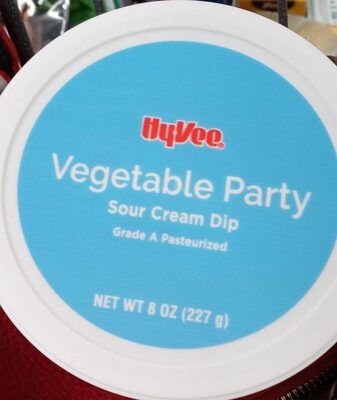 HyVee
Vegetable Party
Sour Cream Dip
Grade A Pasteurized
NET WT 8 OZ (227 g)